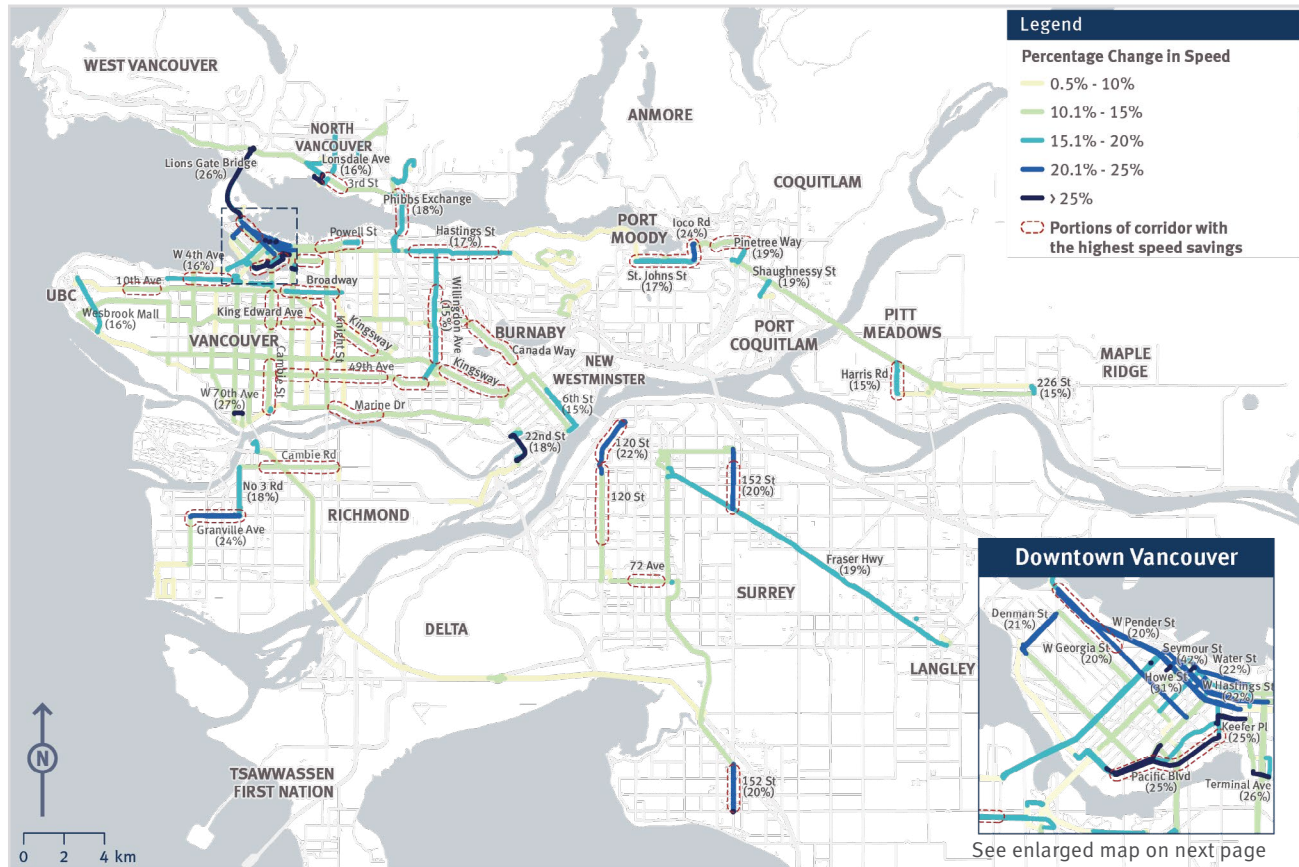 Legend
Percentage Change in Speed
0.5% - 10%
10.1% - 15%
15.1% - 20%
20.1% - 25%
> 25%
Portions of corridor with
the highest speed savings
WEST VANCOUVER
NORTH
VANCOUVER
ANMORE
COQUITLAM
Lions Gate Bridge
(26%)
Lonsdale Ave
(16%)
3rd St
Phibbs Exchange
(18%)
PORT
MOODY
Ioco Rd
(24%)
Powell St
Hastings St
(17%)
Pinetree Way
(19%)
W 4th Ave
(16%)
St. Johns St
(17%)
Shaughnessy St
(19%)
10th Ave
Broadway
UBC
Wesbrook Mall
(16%)
King Edward Ave
Kingsway
Knight St
Willingdon Ave
(15%)
BURNABY
Canada Way
VANCOUVER
Cambie St
49th Ave
Kingsway
NEW
WESTMINSTER
PORT
COQUITLAM
PITT
MEADOWS
MAPLE
RIDGE
Harris Rd
(15%)
226 St
(15%)
W 70th Ave
(27%)
Marine Dr
6th St
(15%)
22nd St
(18%)
120 St
(22%)
Cambie Rd
No 3 Rd
(18%)
152 St
(20%)
120 St
RICHMOND
Granville Ave
(24%)
Fraser Hwy
(19%)
72 Ave
SURREY
DELTA
LANGLEY
152 St
(20%)
TSAWWASSEN
FIRST NATION
N
0 2 4 km
Downtown Vancouver
Denman St
(21%)
W Pender St
(20%)
W Georgia St
(20%)
Seymour St
(42%)
Water St
(22%)
Howe St
(31%)
W Hastings St
(22%)
Keefer Pl
(25%)
Pacific Blvd
(25%)
Terminal Ave
(26%)
See enlarged map on next page